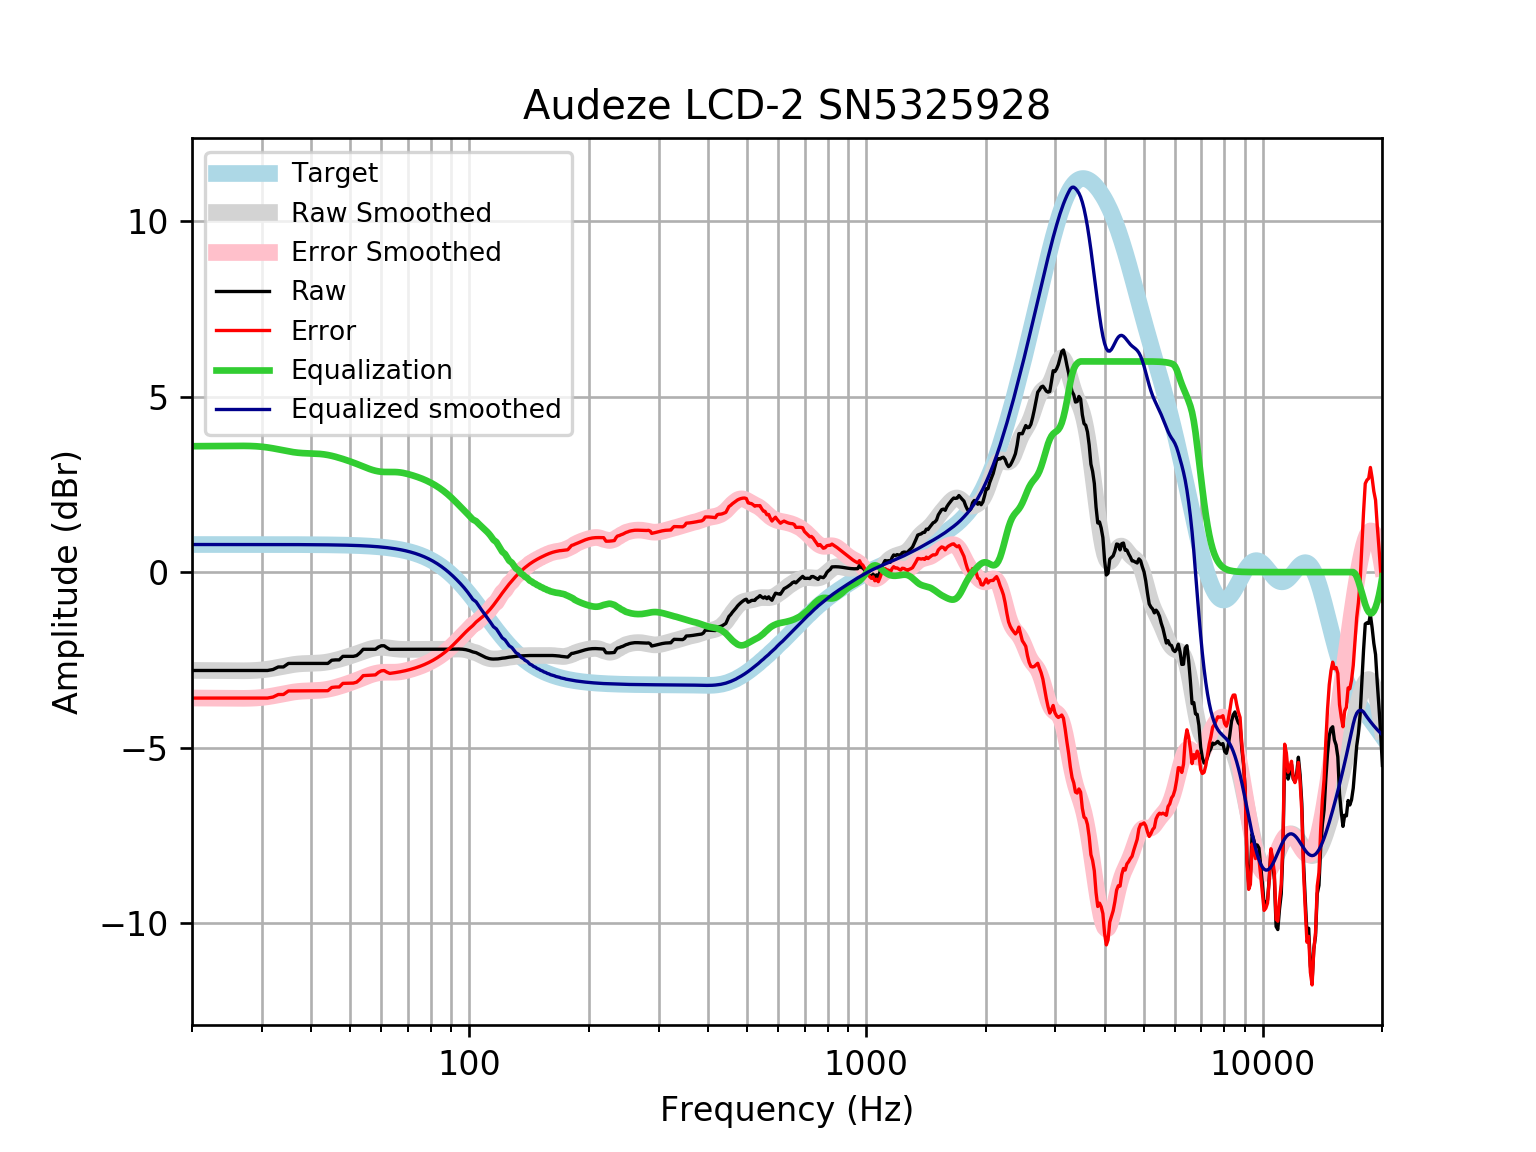 Audeze LCD-2 SN5325928
Target
Raw Smoothed
Error Smoothed
Raw
Error
Equalization
Equalized smoothed
10
5
0
−5
−10
Amplitude (dBr)
100
1000
10000
Frequency (Hz)